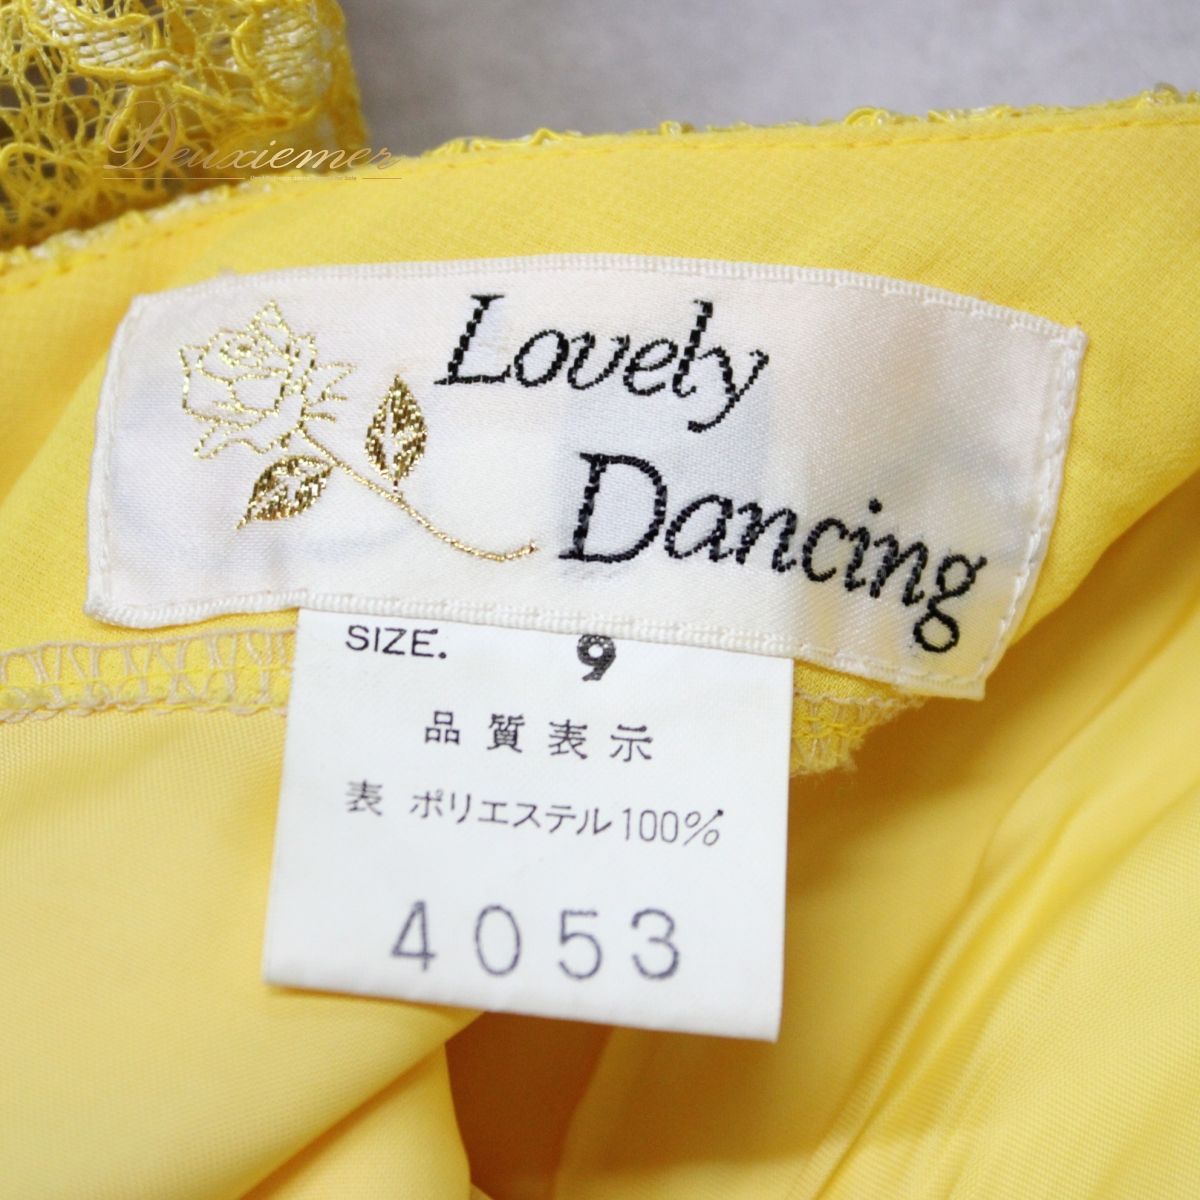 Deuxiemer
Lovely
Dancing
SIZE. 9
品質表示
表 ポリエステル100%
4053